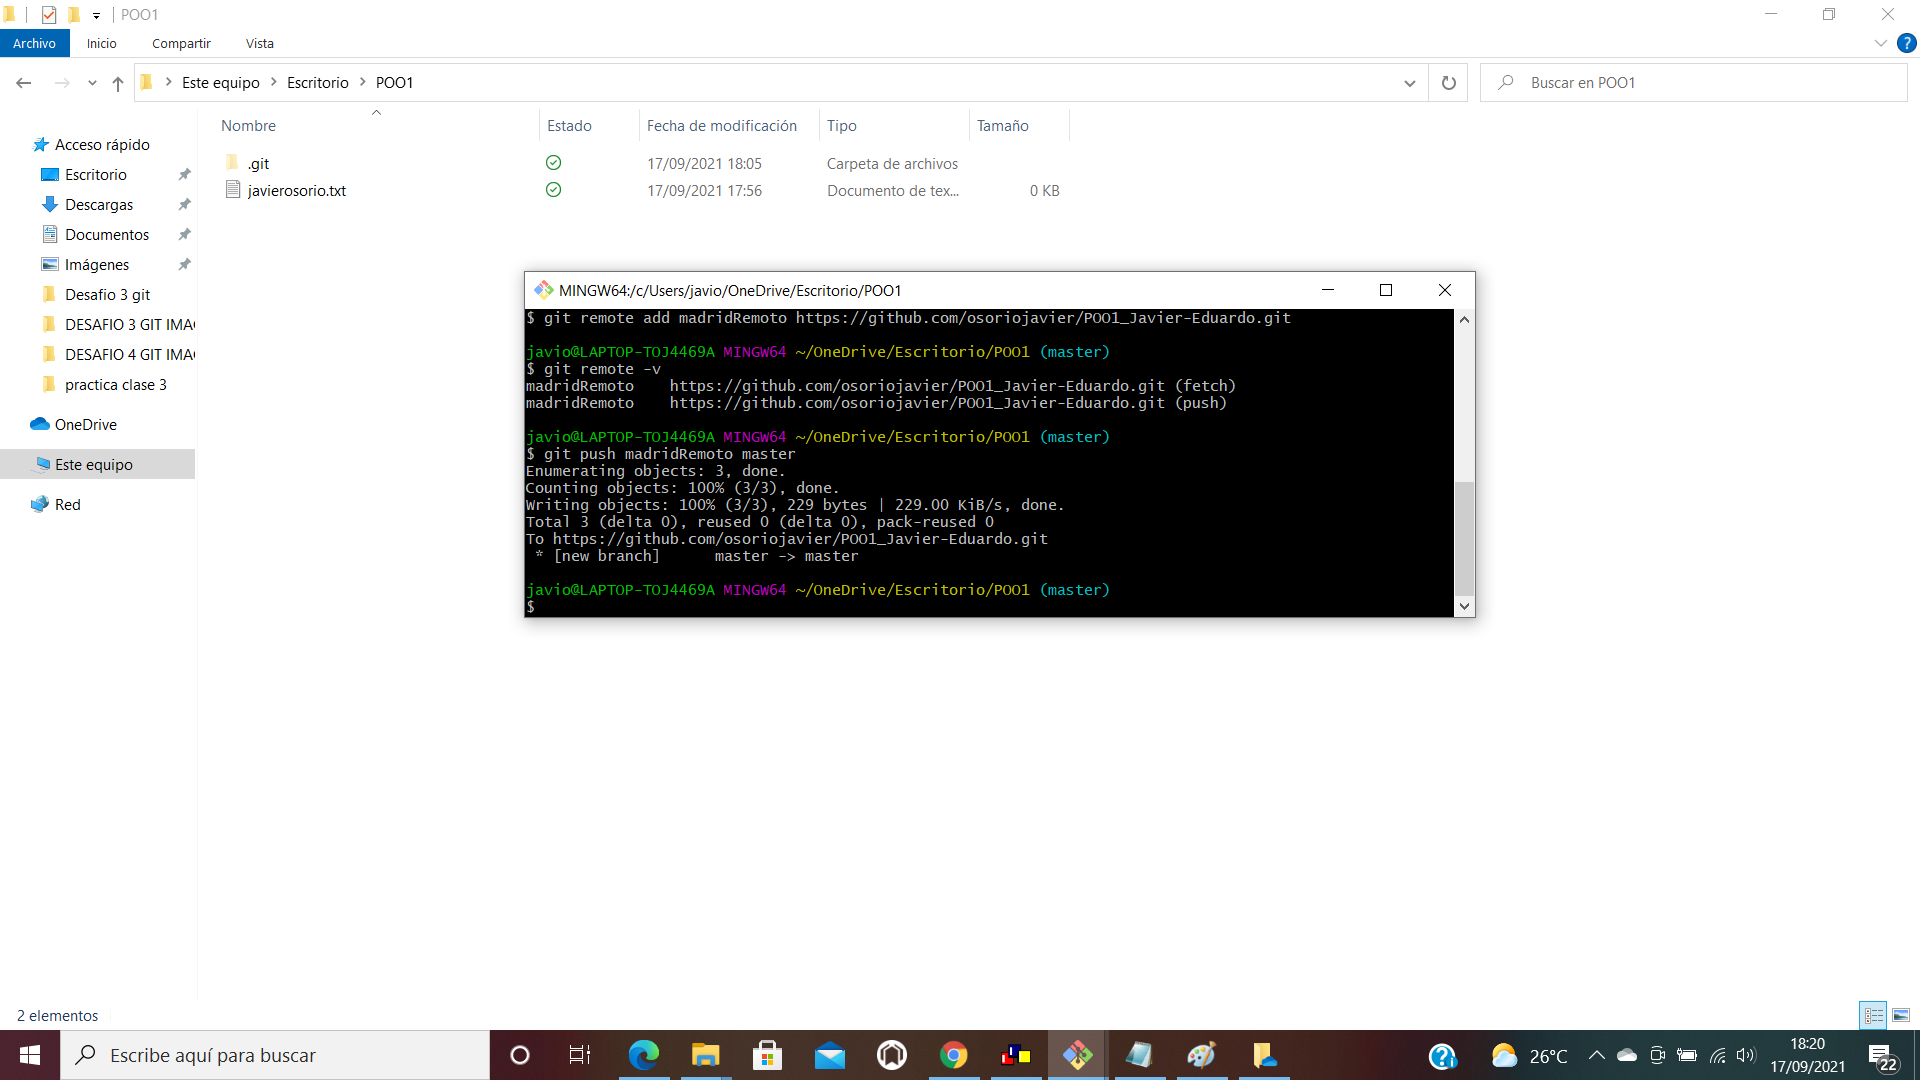 POO1
Archivo Inicio Compartir Vista
Este equipo Escritorio POO1
Buscar en POO1
Nombre Estado Fecha de modificación Tipo Tamaño
.git 17/09/2021 18:05 Carpeta de archivos
javierosorio.txt 17/09/2021 17:56 Documento de tex... 0 KB
Acceso rápido
Escritorio
Descargas
Documentos
Imágenes
Desafio 3 git
DESAFIO 3 GIT IMA
DESAFIO 4 GIT IMA
practica clase 3
OneDrive
Este equipo
Red
MINGW64:/c/Users/javio/OneDrive/Escritorio/POO1
$ git remote add madridRemoto https://github.com/osoriojavier/POO1_Javier-Eduardo.git
javio@LAPTOP-TOJ4469A MINGW64 ~/OneDrive/Escritorio/POO1 (master)
$ git remote -v
madridRemoto https://github.com/osoriojavier/POO1_Javier-Eduardo.git (fetch)
madridRemoto https://github.com/osoriojavier/POO1_Javier-Eduardo.git (push)
javio@LAPTOP-TOJ4469A MINGW64 ~/OneDrive/Escritorio/POO1 (master)
$ git push madridRemoto master
Enumerating objects: 3, done.
Counting objects: 100% (3/3), done.
Writing objects: 100% (3/3), 229 bytes | 229.00 KiB/s, done.
Total 3 (delta 0), reused 0 (delta 0), pack-reused 0
To https://github.com/osoriojavier/POO1_Javier-Eduardo.git
* [new branch] master -> master
javio@LAPTOP-TOJ4469A MINGW64 ~/OneDrive/Escritorio/POO1 (master)
$
2 elementos
Escribe aquí para buscar
26°C
18:20
17/09/2021
22